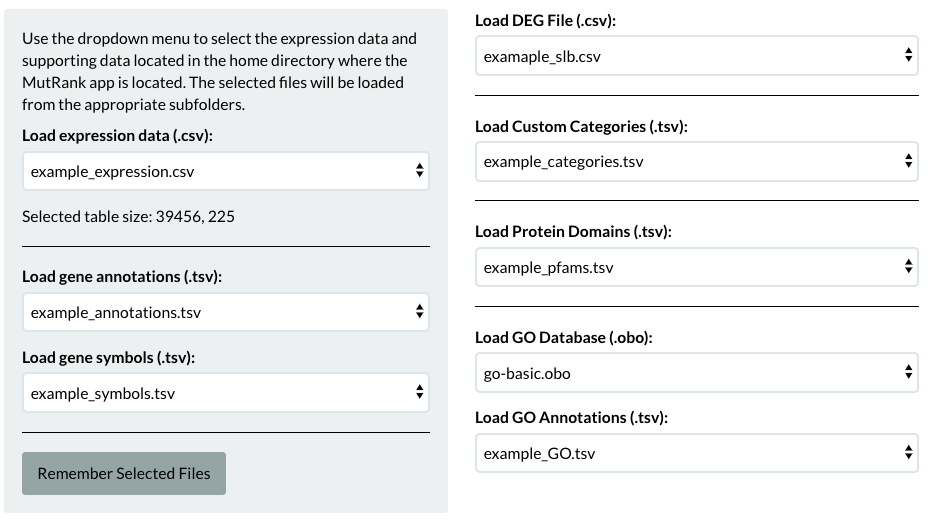 Use the dropdown menu to select the expression data and
supporting data located in the home directory where the
MutRank app is located. The selected files will be loaded
from the appropriate subfolders.
Load expression data (.csv):
example_expression.csv
Selected table size: 39456, 225
Load gene annotations (.tsv):
example_annotations.tsv
Load gene symbols (.tsv):
example_symbols.tsv
Remember Selected Files
Load DEG File (.csv):
examaple_slb.csv
Load Custom Categories (.tsv):
example_categories.tsv
Load Protein Domains (.tsv):
example_pfams.tsv
Load GO Database (.obo):
go-basic.obo
Load GO Annotations (.tsv):
example_GO.tsv